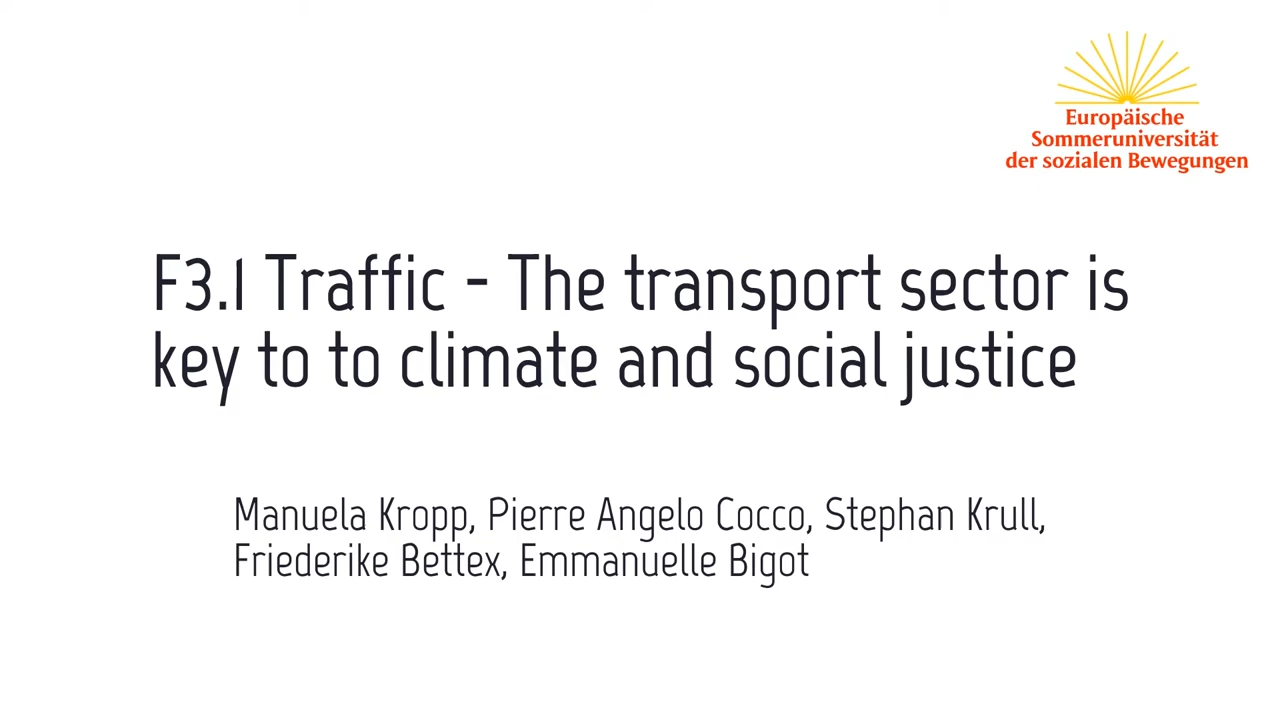 Europäische
Sommeruniversität
der sozialen Bewegungen
F3.1 Traffic - The transport sector is
key to to climate and social justice
Manuela Kropp, Pierre Angelo Cocco, Stephan Krull,
Friederike Bettex, Emmanuelle Bigot